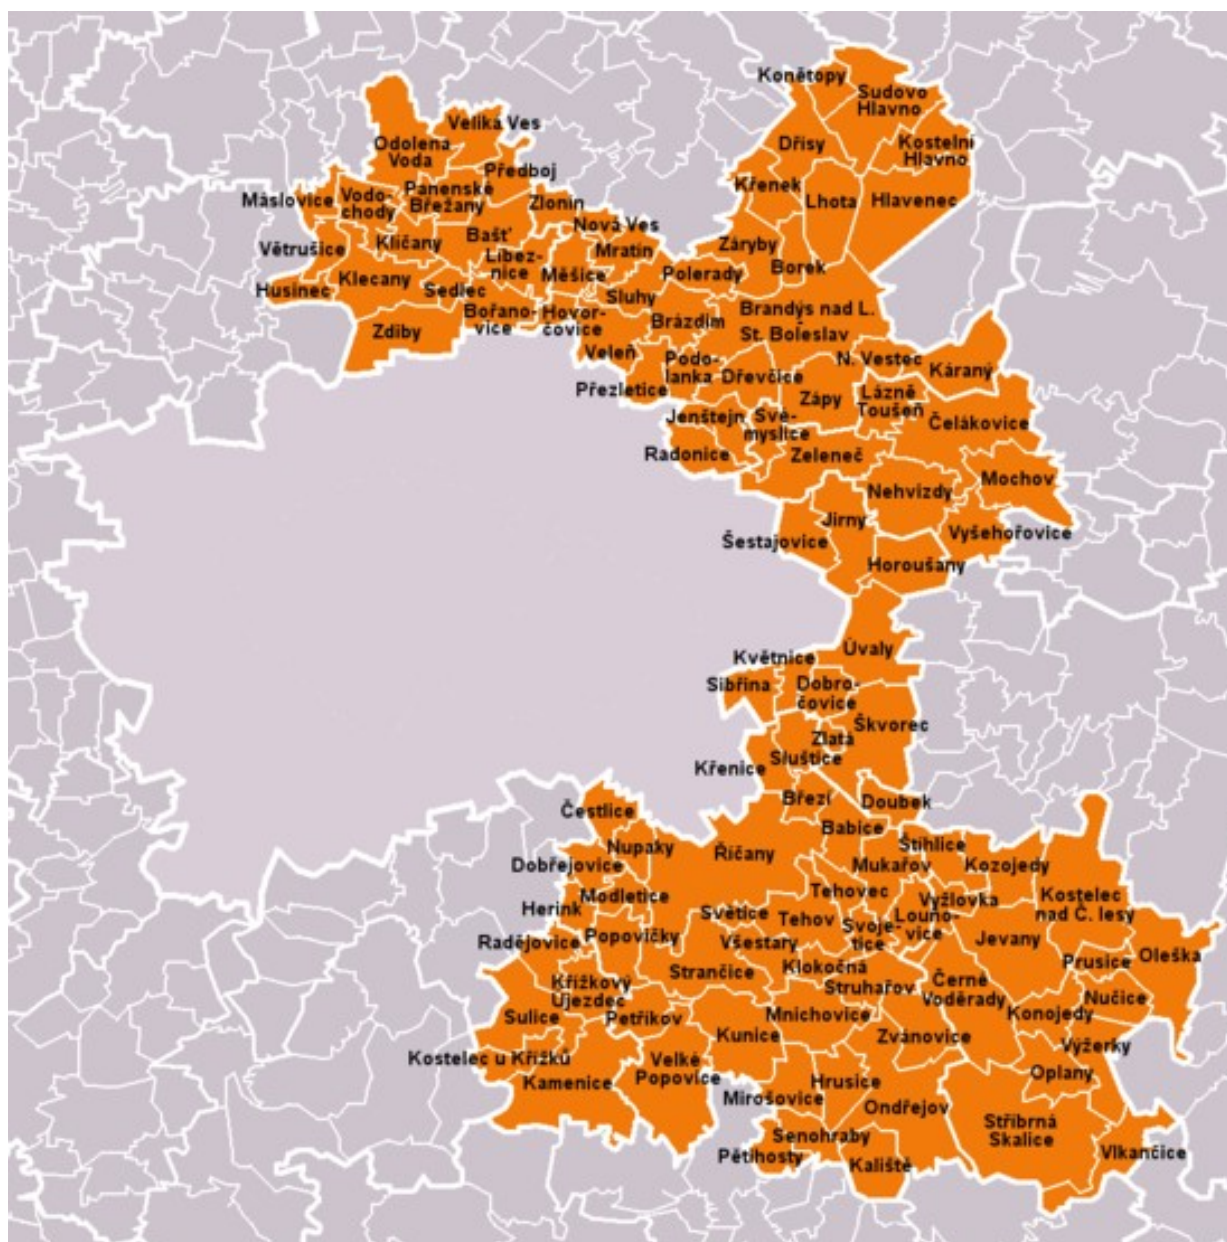 Konětopy
Sudovo
Hlavno
Veliká Ves
Odolena
Voda
Dřísy
Kostelní
Hlavno
Předboj
Křenek
Máslovice
Vodo-
chody
Panenské
Břežany
Zlonín
Lhota
Hlavenec
Nová Ves
Větrušice
Klíčany
Bašť
Mratín
Záryby
Líbez-
nice
Měšice
Polerady
Borek
Husinec
Klecany
Sedlec
Sluhy
Zdiby
Bořano-
vice
Hovor-
čovice
Brázdim
Brandýs nad L.
-
St. Boleslav
Veleň
Podo-
lanka
Dřevčice
N. Vestec
Káraný
Přezletice
Zápy
Lázně
Toušeň
Jenštejn
Své-
myslice
Čelákovice
Radonice
Zeleneč
Nehvizdy
Mochov
Jirny
Šestajovice
Vyšehořovice
Horoušany
Úvaly
Květnice
Sibřina
Dobro-
čovice
Škvorec
Zlatá
Sluštice
Křenice
Březí
Doubek
Čestlice
Babice
Nupaky
Říčany
Štíhlice
Dobřejovice
Mukařov
Kozojedy
Modletice
Tehovec
Vyžlovka
Kostelec
nad Č. lesy
Herink
Světice
Tehov
Svoje-
tice
Louňo-
vice
Radějovice
Popovičky
Všestary
Jevany
Strančice
Klokočná
Prusice
Oleška
Křížkový
Újezdec
Struhařov
Černé
Voděrady
Nučice
Sulice
Petříkov
Mnichovice
Konojedy
Kunice
Zvánovice
Výžerky
Kostelec u Křížků
Velké
Popovice
Kamenice
Oplany
Mirošovice
Hrusice
Ondřejov
Stříbrná
Skalice
Senohraby
Pětihosty
Kaliště
Vlkančice